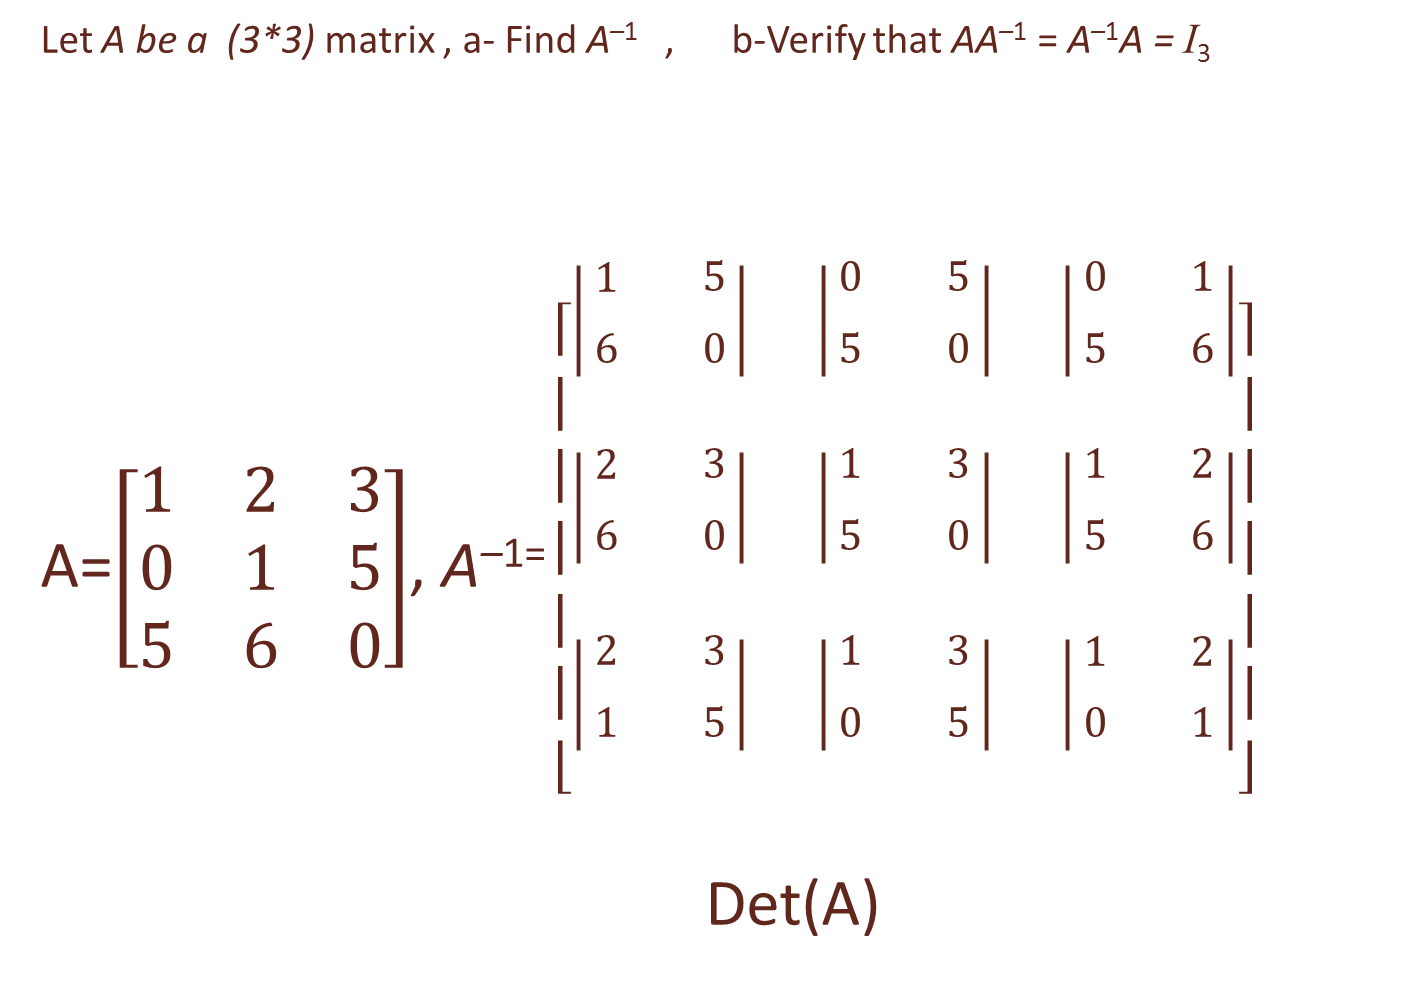 Let A be a (3*3) matrix , a- Find A⁻¹ , b-Verify that AA⁻¹ = A⁻¹A = I₃
|1 5| |0 5| |0 1|
|6 0| |5 0| |5 6|
|2 3| |1 3| |1 2|
|6 0| |5 0| |5 6|
|2 3| |1 3| |1 2|
|1 5| |0 5| |0 1|
[1 2 3]
A= [0 1 5] , A⁻¹=
[5 6 0]
Det(A)